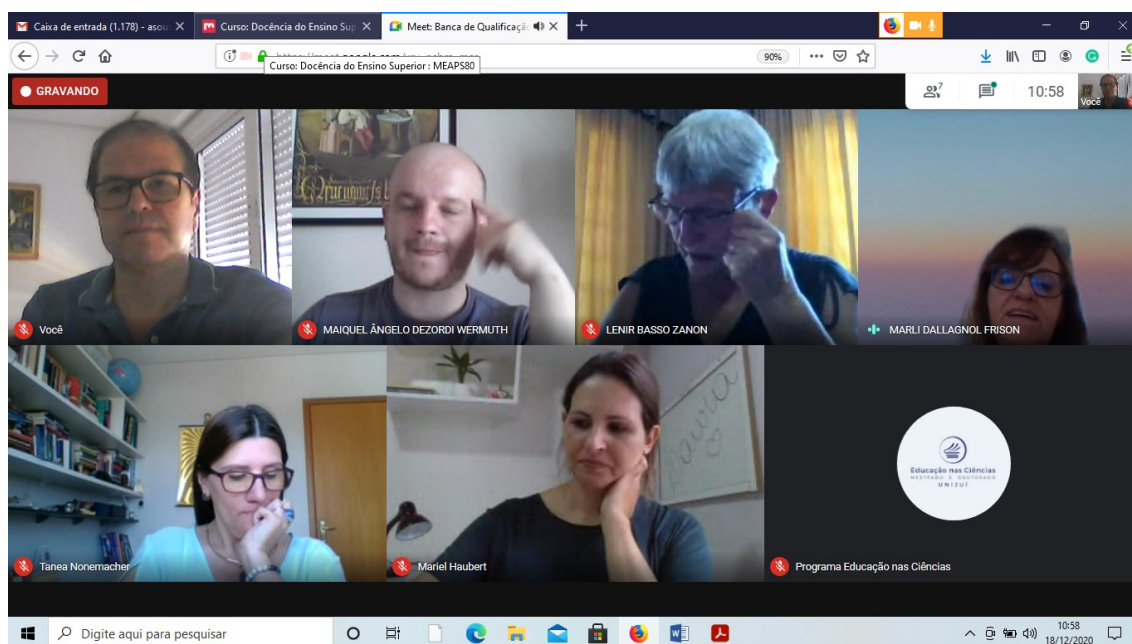 Caixa de entrada (1.178) - asou
Curso: Docência do Ensino Sup
Meet: Banca de Qualificaçã
90%
Curso: Docência do Ensino Superior : MEAPS80
GRAVANDO
7
10:58
Você
Você
MAIQUEL ÂNGELO DEZORDI WERMUTH
LENIR BASSO ZANON
MARLI DALLAGNOL FRISON
Educação nas Ciências
MESTRADO E DOUTORADO
UNIJUÍ
Tanea Nonemacher
Mariel Haubert
Programa Educação nas Ciências
Digite aqui para pesquisar
10:58
18/12/2020